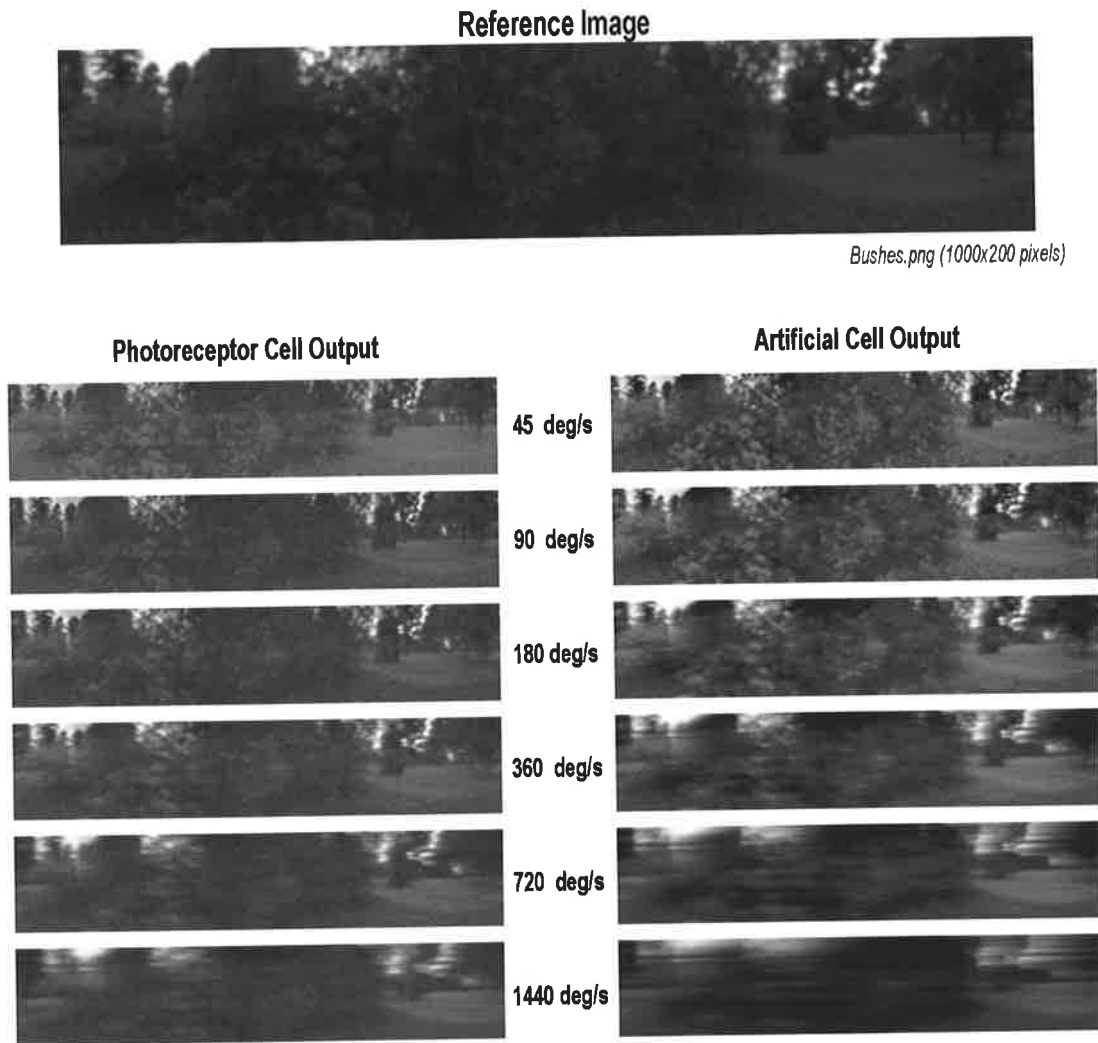 Reference Image
Bushes.png (1000x200 pixels)
Photoreceptor Cell Output
Artificial Cell Output
45 deg/s
90 deg/s
180 deg/s
360 deg/s
720 deg/s
1440 deg/s